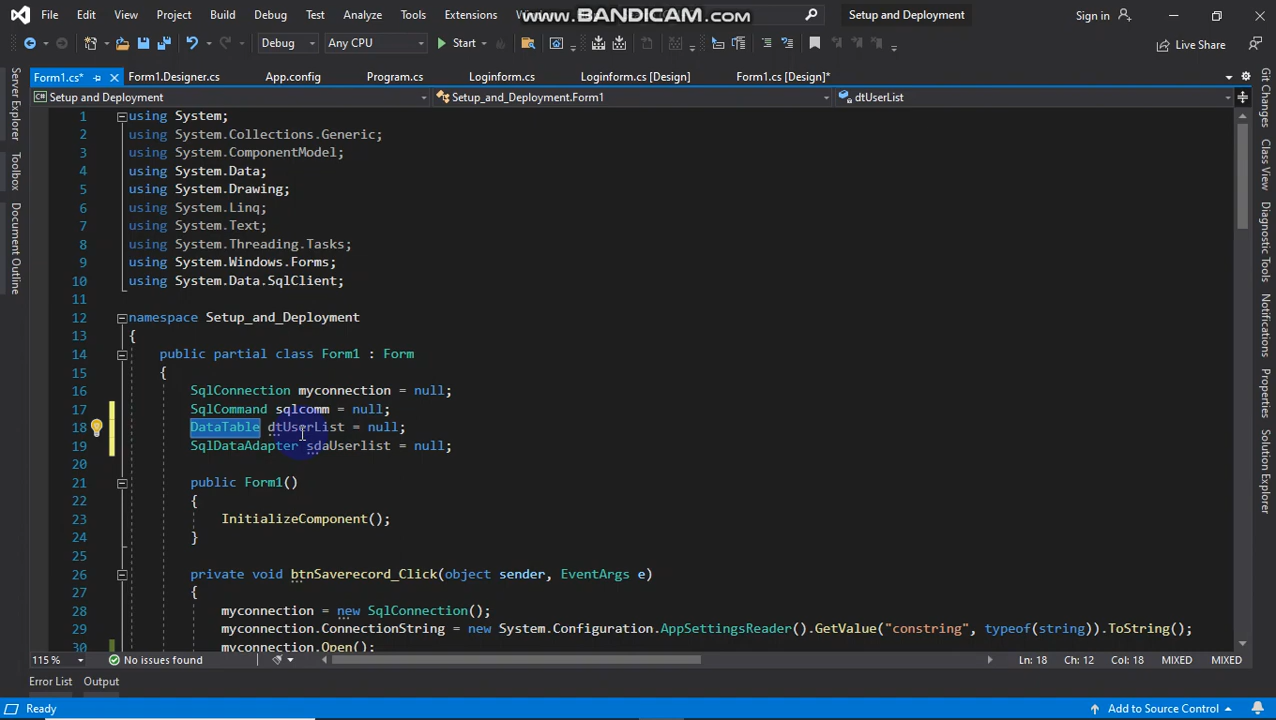 File Edit View Project Build Debug Test Analyze Tools Extensions W
www.BANDICAM.com
Setup and Deployment
Sign in
Debug Any CPU Start
Live Share
Form1.cs* Form1.Designer.cs App.config Program.cs Loginform.cs Loginform.cs [Design] Form1.cs [Design]*
Setup and Deployment Setup_and_Deployment.Form1 dtUserList
Server Explorer
Toolbox
Document Outline
1 using System;
2 using System.Collections.Generic;
3 using System.ComponentModel;
4 using System.Data;
5 using System.Drawing;
6 using System.Linq;
7 using System.Text;
8 using System.Threading.Tasks;
9 using System.Windows.Forms;
10 using System.Data.SqlClient;
11
12 namespace Setup_and_Deployment
13 {
14 public partial class Form1 : Form
15 {
16 SqlConnection myconnection = null;
17 SqlCommand sqlcomm = null;
18 DataTable dtUserList = null;
19 SqlDataAdapter sdaUserlist = null;
20
21 public Form1()
22 {
23 InitializeComponent();
24 }
25
26 private void btnSaverecord_Click(object sender, EventArgs e)
27 {
28 myconnection = new SqlConnection();
29 myconnection.ConnectionString = new System.Configuration.AppSettingsReader().GetValue("constring", typeof(string)).ToString();
30 myconnection.Open();
Git Changes
Class View
Diagnostic Tools
Notifications
Properties
Solution Explorer
115 % No issues found Ln: 18 Ch: 12 Col: 18 MIXED MIXED
Error List Output
Ready Add to Source Control